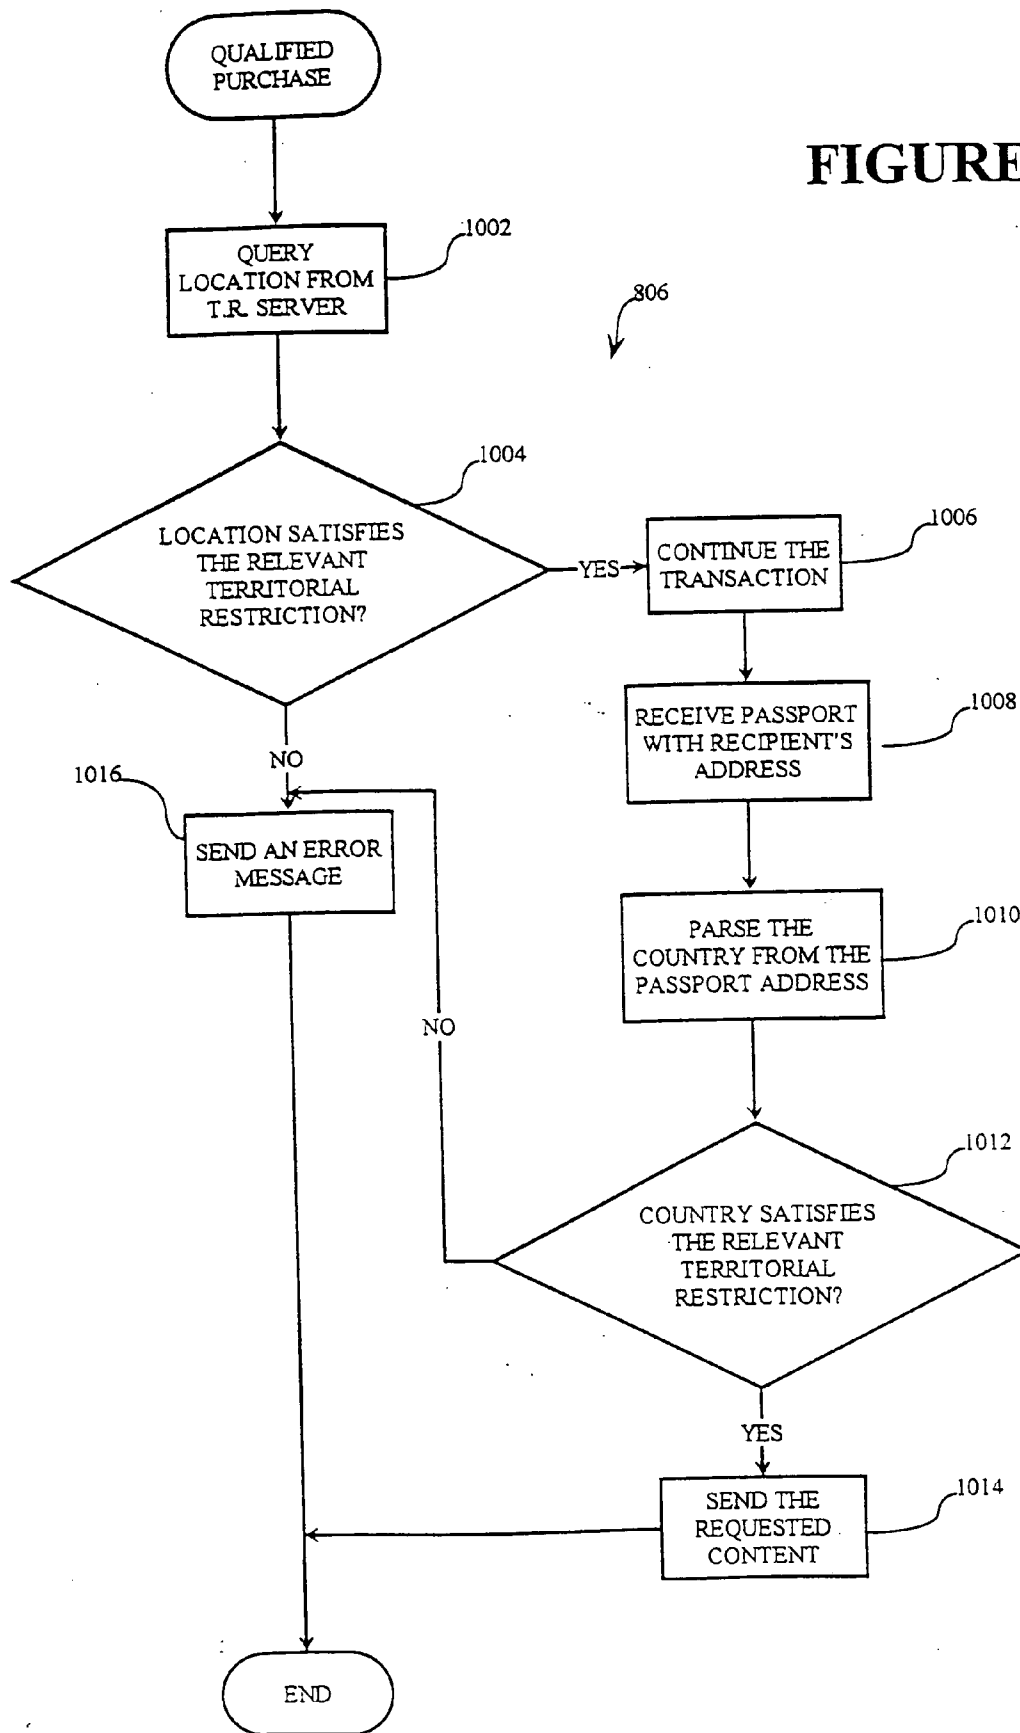 QUALIFIED
PURCHASE
FIGURE
1002
QUERY
LOCATION FROM
T.R. SERVER
806
1004
LOCATION SATISFIES
THE RELEVANT
TERRITORIAL
RESTRICTION?
YES
1006
CONTINUE THE
TRANSACTION
1008
RECEIVE PASSPORT
WITH RECIPIENT'S
ADDRESS
NO
1016
SEND AN ERROR
MESSAGE
1010
PARSE THE
COUNTRY FROM THE
PASSPORT ADDRESS
NO
1012
COUNTRY SATISFIES
THE RELEVANT
TERRITORIAL
RESTRICTION?
YES
1014
SEND THE
REQUESTED
CONTENT
END